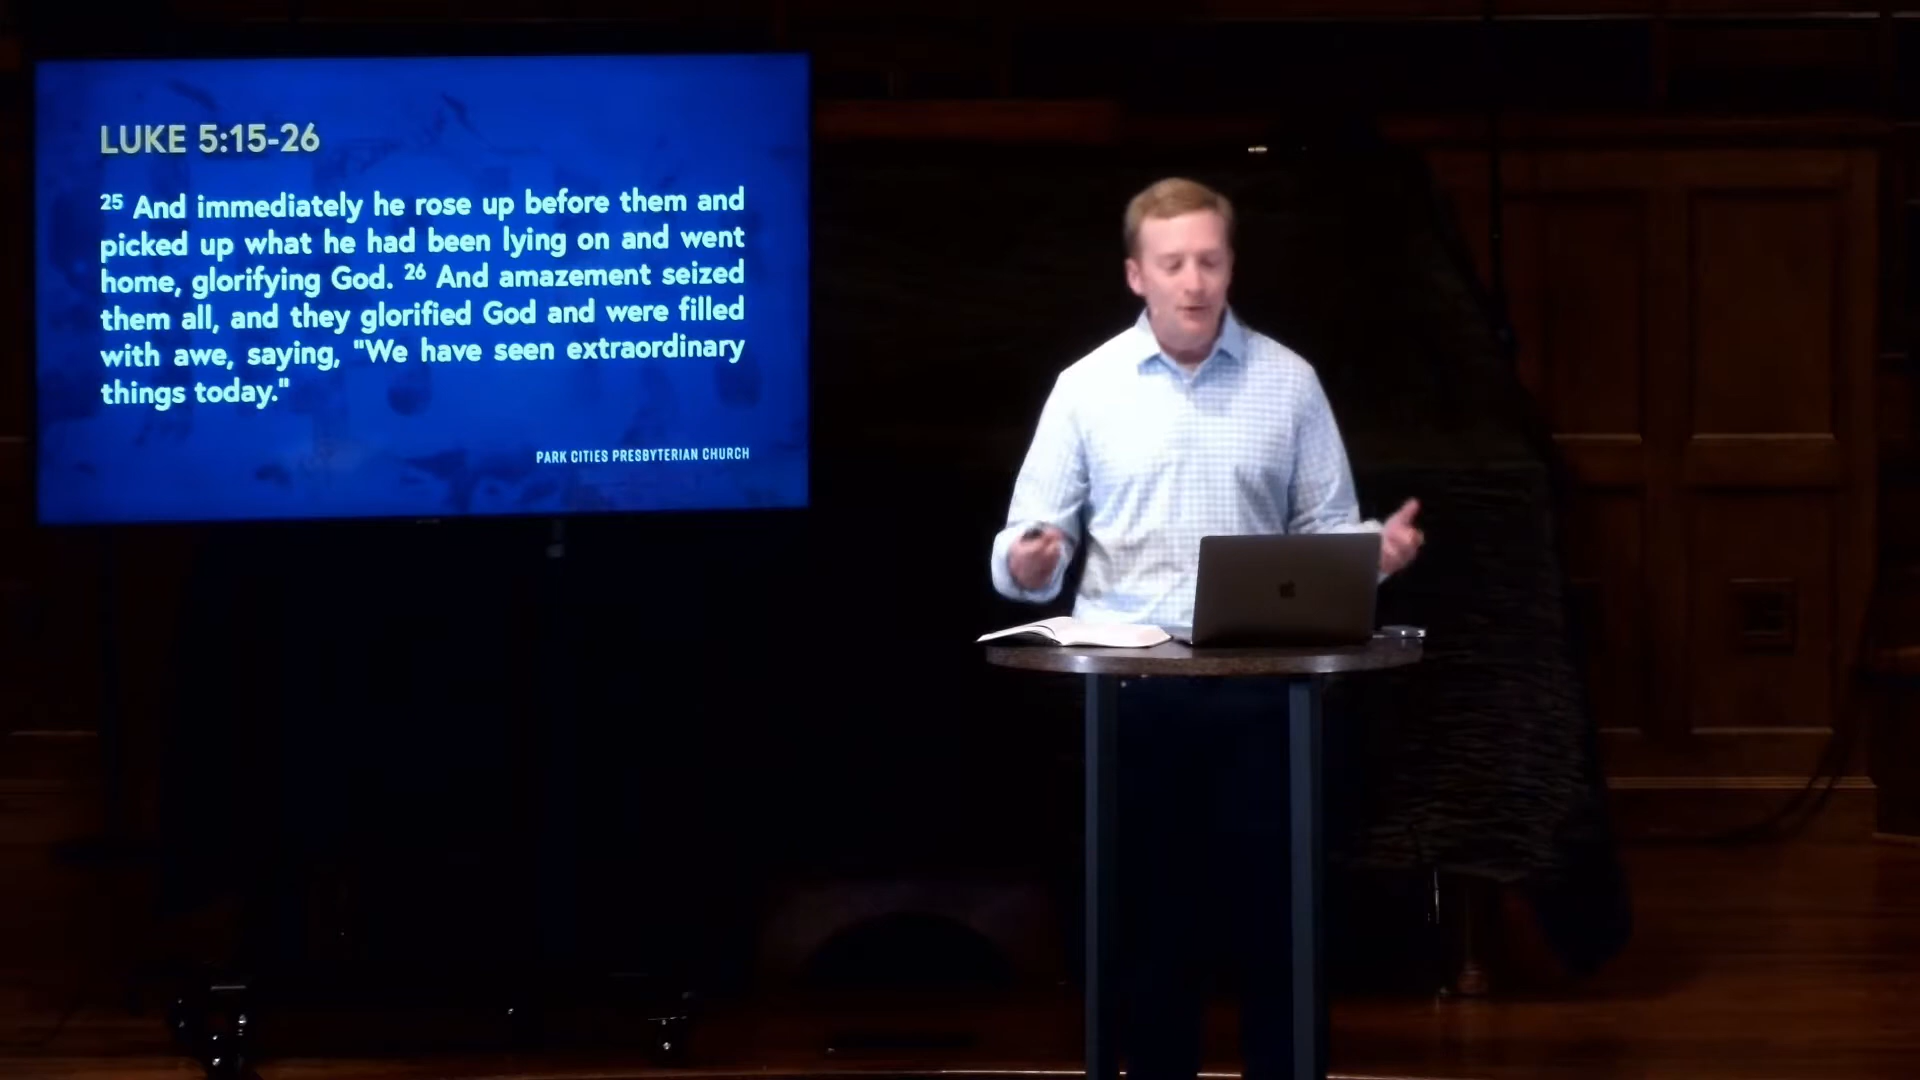 LUKE 5:15-26
25 And immediately he rose up before them and
picked up what he had been lying on and went
home, glorifying God. 26 And amazement seized
them all, and they glorified God and were filled
with awe, saying, "We have seen extraordinary
things today."
PARK CITIES PRESBYTERIAN CHURCH